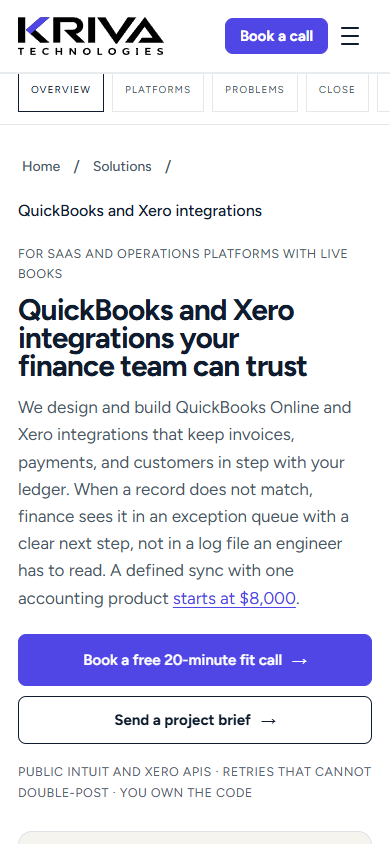 KRIVA
TECHNOLOGIES
Book a call
OVERVIEW
PLATFORMS
PROBLEMS
CLOSE
Home / Solutions /
QuickBooks and Xero integrations
FOR SAAS AND OPERATIONS PLATFORMS WITH LIVE
BOOKS
QuickBooks and Xero
integrations your
finance team can trust
We design and build QuickBooks Online and
Xero integrations that keep invoices,
payments, and customers in step with your
ledger. When a record does not match,
finance sees it in an exception queue with a
clear next step, not in a log file an engineer
has to read. A defined sync with one
accounting product starts at $8,000.
Book a free 20-minute fit call →
Send a project brief →
PUBLIC INTUIT AND XERO APIS · RETRIES THAT CANNOT
DOUBLE-POST · YOU OWN THE CODE